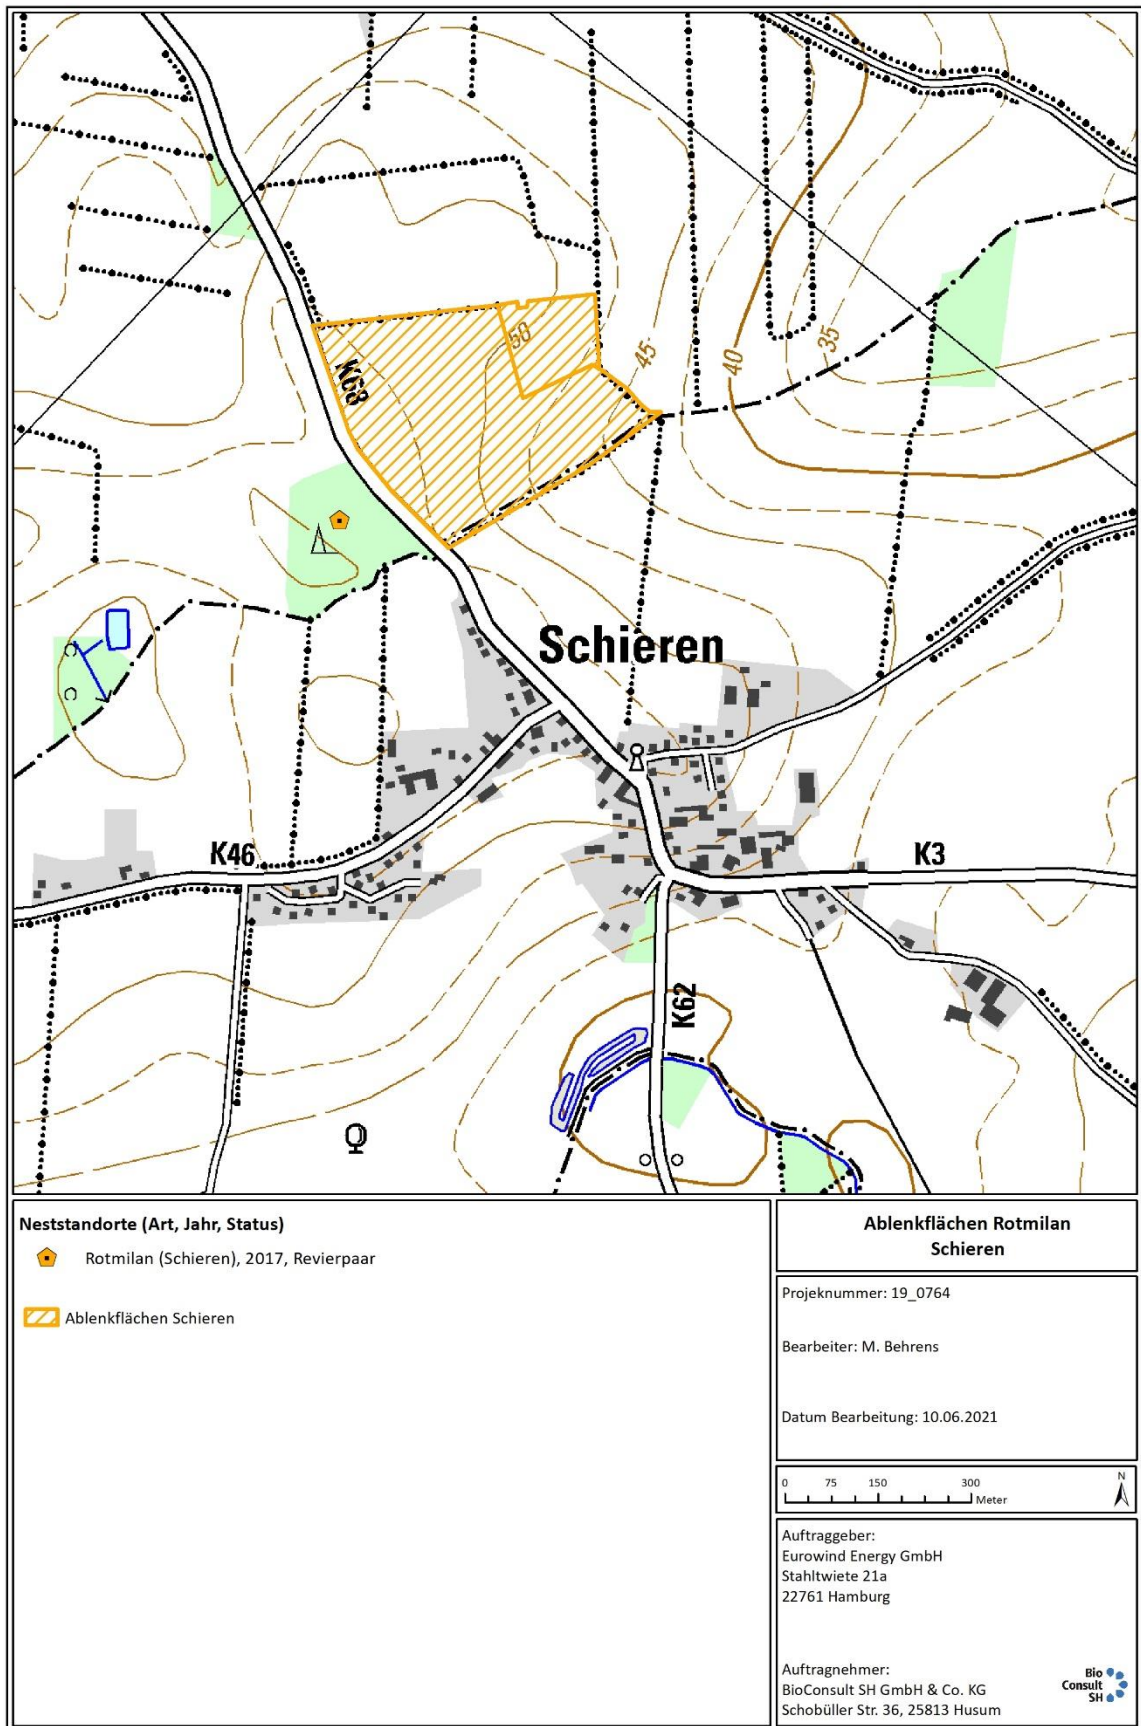 K68
50
45
40
35
Schieren
K46
K3
K62
Neststandorte (Art, Jahr, Status)
Rotmilan (Schieren), 2017, Revierpaar
Ablenkflächen Schieren
Ablenkflächen Rotmilan
Schieren
Projeknummer: 19_0764
Bearbeiter: M. Behrens
Datum Bearbeitung: 10.06.2021
0 75 150 300
Meter
N
Auftraggeber:
Eurowind Energy GmbH
Stahltwiete 21a
22761 Hamburg
Auftragnehmer:
BioConsult SH GmbH & Co. KG
Schobüller Str. 36, 25813 Husum
Bio
Consult
SH